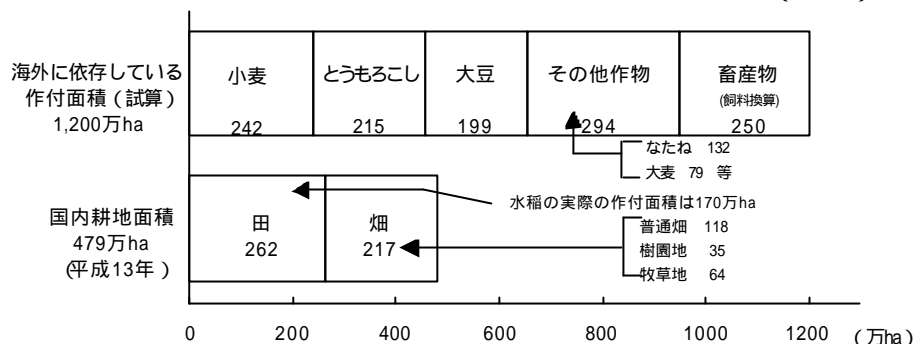 海外に依存している
作付面積(試算)
1,200万ha
小麦
242
とうもろこし
215
大豆
199
その他作物
294
畜産物
(飼料換算)
250
なたね 132
大麦 79 等
国内耕地面積
479万ha
(平成13年)
田
262
畑
217
水稲の実際の作付面積は170万ha
普通畑 118
樹園地 35
牧草地 64
0 200 400 600 800 1000 1200 (万ha)